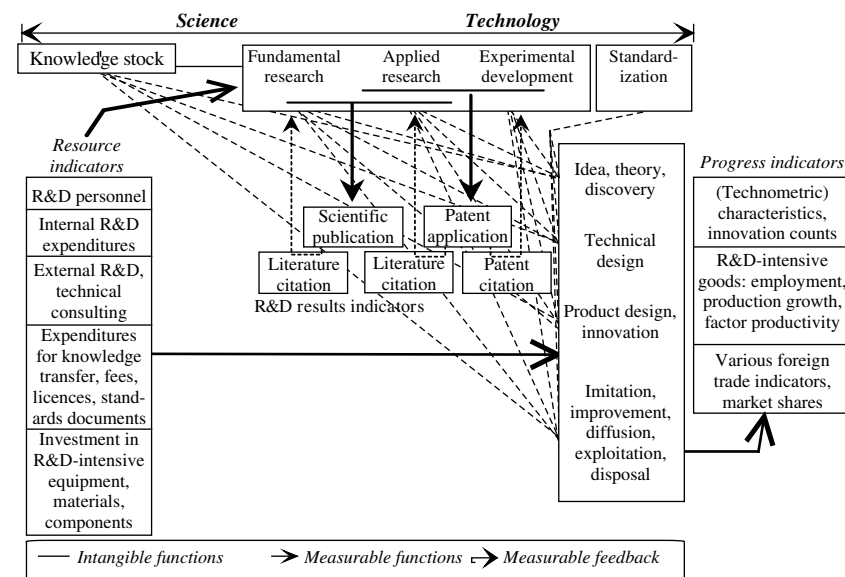 Science Technology
Knowledge stock
Fundamental
research
Applied
research
Experimental
development
Standard-
ization
Resource
indicators
R&D personnel
Internal R&D
expenditures
External R&D,
technical
consulting
Expenditures
for knowledge
transfer, fees,
licences, stand-
ards documents
Investment in
R&D-intensive
equipment,
materials,
components
Scientific
publication
Patent
application
Literature
citation
Literature
citation
Patent
citation
R&D results indicators
Idea, theory,
discovery
Technical
design
Product design,
innovation
Imitation,
improvement,
diffusion,
exploitation,
disposal
Progress indicators
(Technometric)
characteristics,
innovation counts
R&D-intensive
goods: employment,
production growth,
factor productivity
Various foreign
trade indicators,
market shares
Intangible functions Measurable functions Measurable feedback